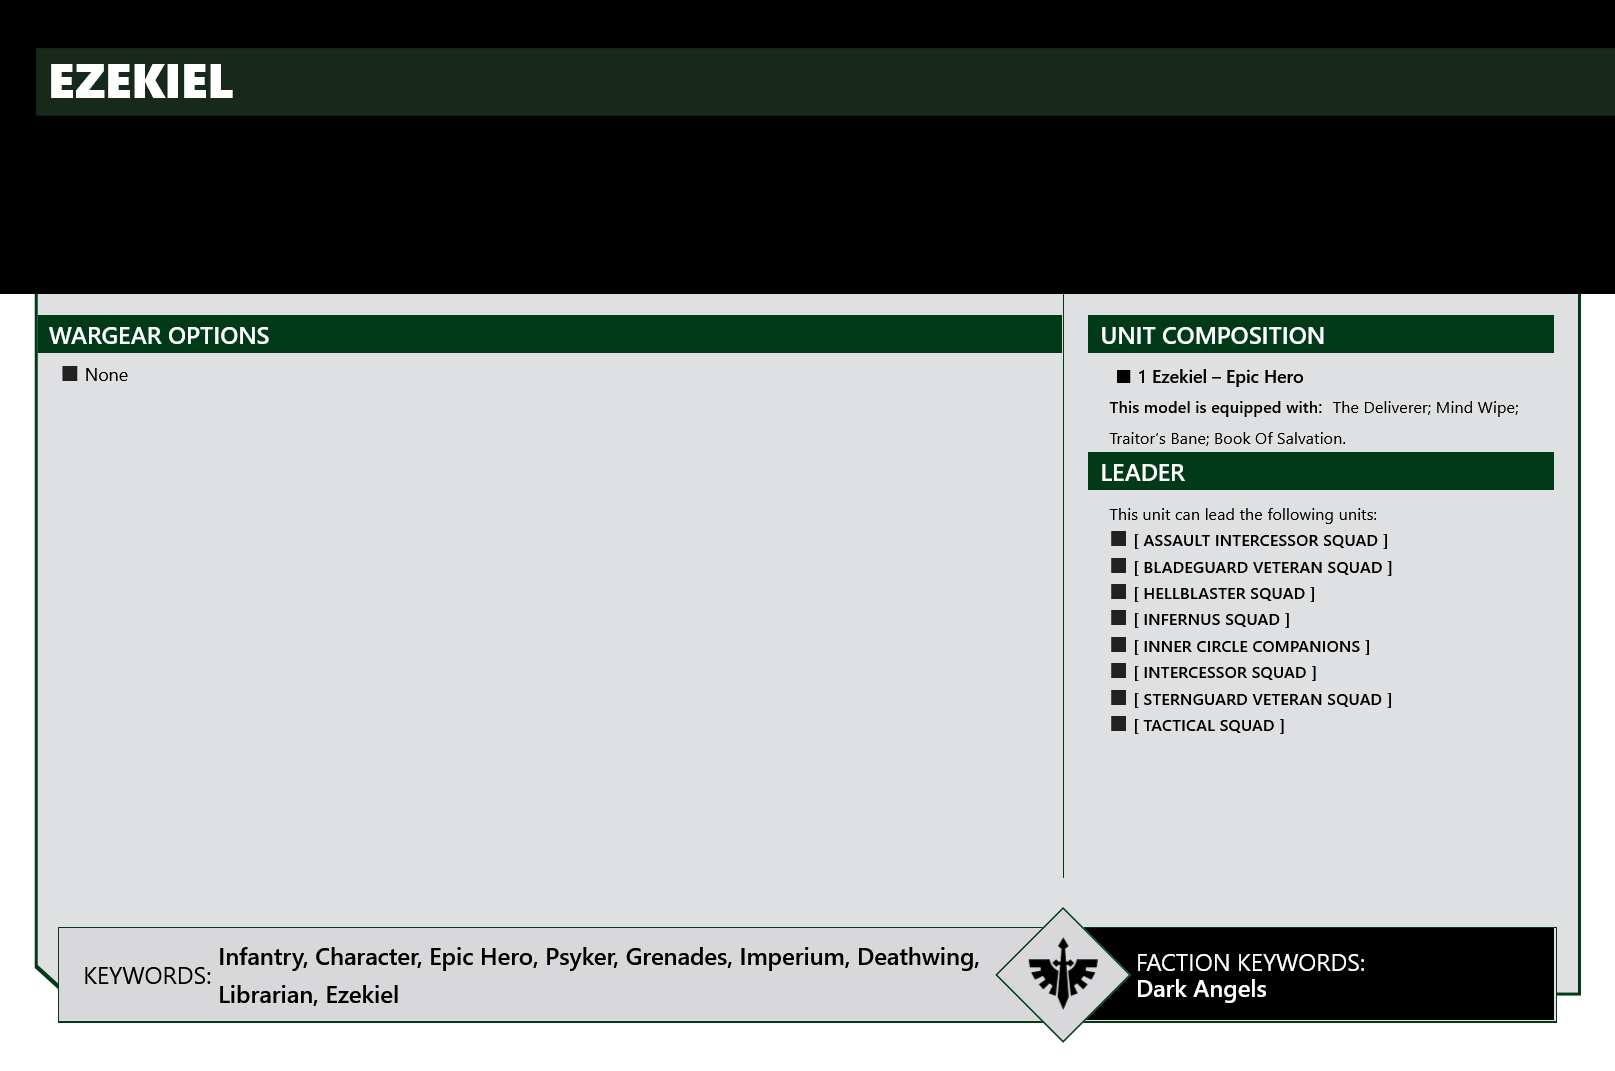 EZEKIEL
WARGEAR OPTIONS
None
UNIT COMPOSITION
1 Ezekiel – Epic Hero
This model is equipped with: The Deliverer; Mind Wipe;
Traitor’s Bane; Book Of Salvation.
LEADER
This unit can lead the following units:
[ ASSAULT INTERCESSOR SQUAD ]
[ BLADEGUARD VETERAN SQUAD ]
[ HELLBLASTER SQUAD ]
[ INFERNUS SQUAD ]
[ INNER CIRCLE COMPANIONS ]
[ INTERCESSOR SQUAD ]
[ STERNGUARD VETERAN SQUAD ]
[ TACTICAL SQUAD ]
KEYWORDS:
Infantry, Character, Epic Hero, Psyker, Grenades, Imperium, Deathwing,
Librarian, Ezekiel
FACTION KEYWORDS:
Dark Angels